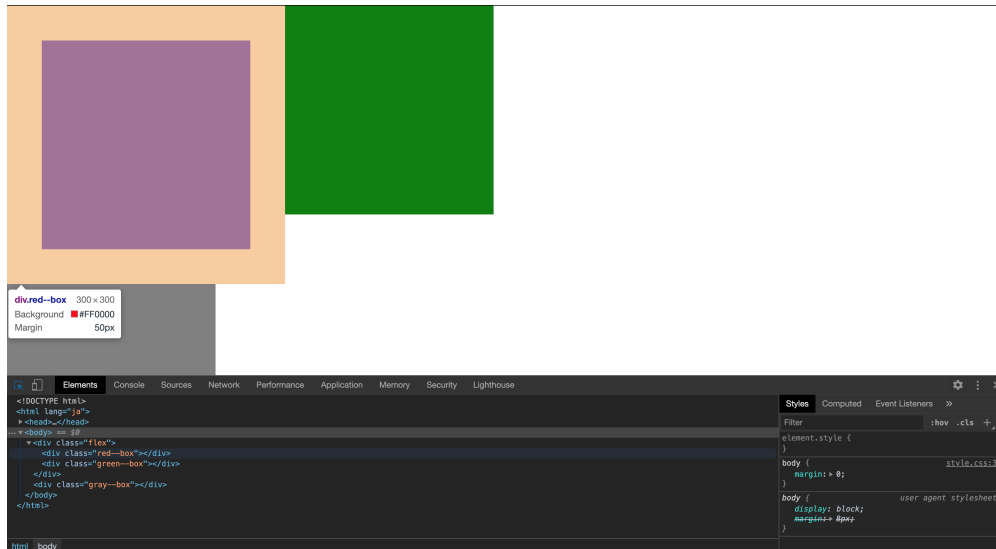 div.red--box 300 × 300
Background #FF0000
Margin 50px
Elements Console Sources Network Performance Application Memory Security Lighthouse
<!DOCTYPE html>
<html lang="ja">
<head>…</head>
<body> == $0
<div class="flex">
<div class="red--box"></div>
<div class="green--box"></div>
</div>
<div class="gray--box"></div>
</body>
</html>
html body
Styles Computed Event Listeners »
Filter :hov .cls +
element.style {
}
body { style.css:3
margin: 0;
}
body { user agent stylesheet
display: block;
margin: 8px;
}